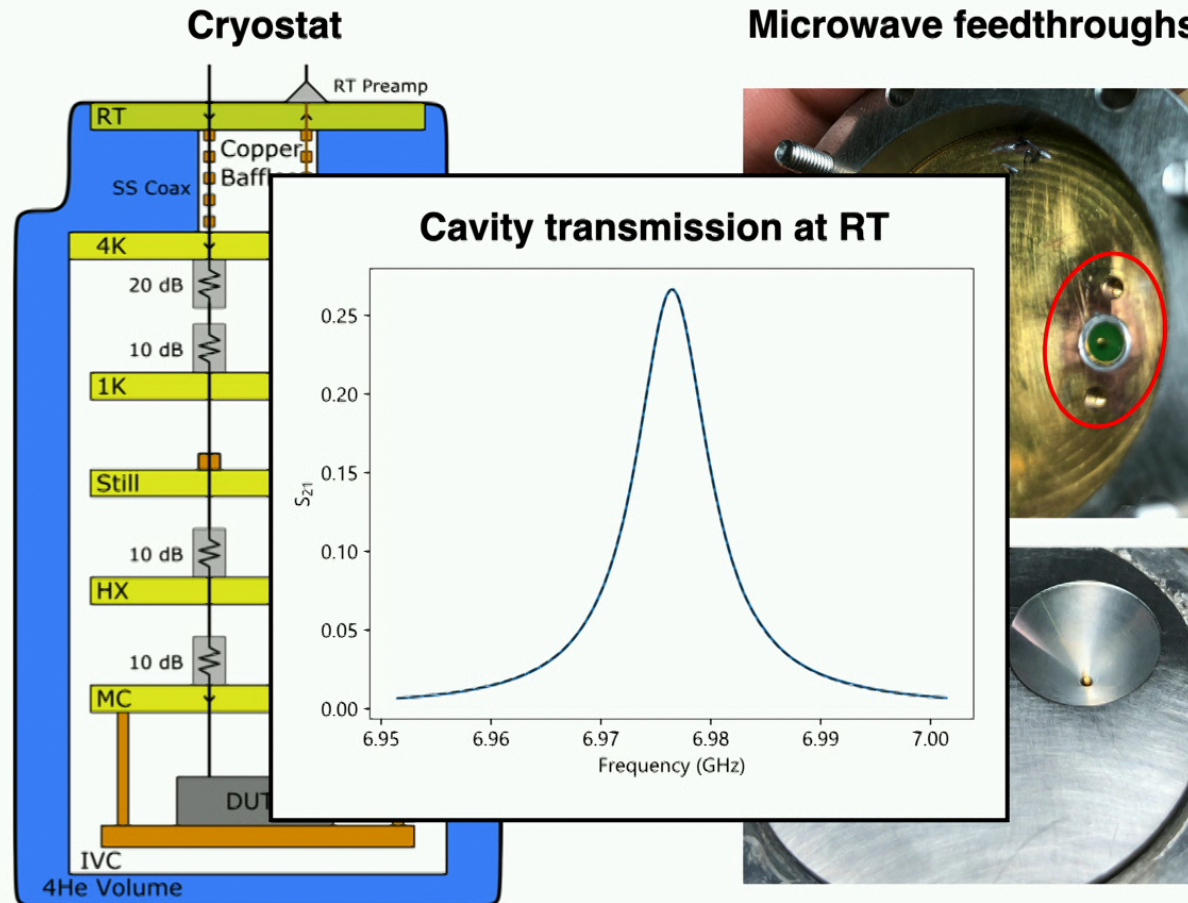 Cryostat
Microwave feedthroughs
RT Preamp
RT
Copper
SS Coax
4K
20 dB
10 dB
1K
Still
10 dB
HX
10 dB
MC
DUT
IVC
4He Volume
Cavity transmission at RT
S21
0.25
0.20
0.15
0.10
0.05
0.00
6.95 6.96 6.97 6.98 6.99 7.00
Frequency (GHz)